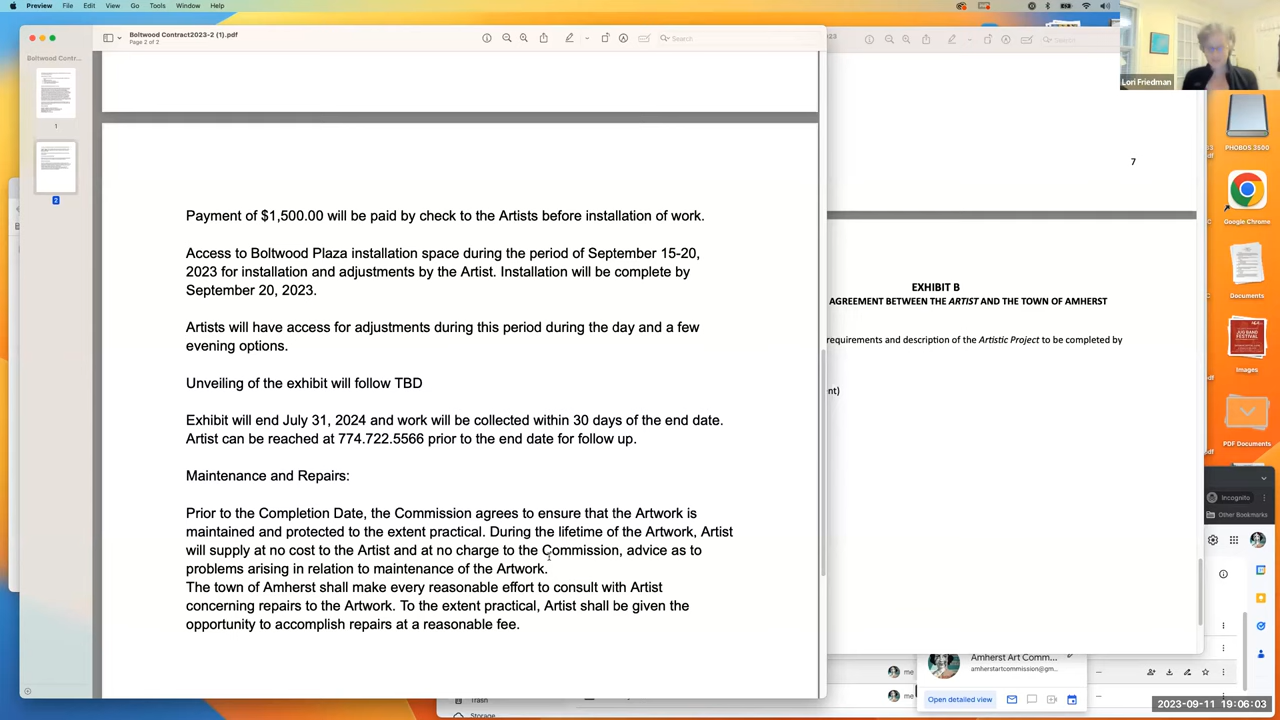 Preview File Edit View Go Tools Window Help
Boltwood Contract2023-2 (1).pdf
Page 2 of 2
Search
Search
Boltwood Contr...
1
2
Payment of $1,500.00 will be paid by check to the Artists before installation of work.
Access to Boltwood Plaza installation space during the period of September 15-20,
2023 for installation and adjustments by the Artist. Installation will be complete by
September 20, 2023.
Artists will have access for adjustments during this period during the day and a few
evening options.
Unveiling of the exhibit will follow TBD
Exhibit will end July 31, 2024 and work will be collected within 30 days of the end date.
Artist can be reached at 774.722.5566 prior to the end date for follow up.
Maintenance and Repairs:
Prior to the Completion Date, the Commission agrees to ensure that the Artwork is
maintained and protected to the extent practical. During the lifetime of the Artwork, Artist
will supply at no cost to the Artist and at no charge to the Commission, advice as to
problems arising in relation to maintenance of the Artwork.
The town of Amherst shall make every reasonable effort to consult with Artist
concerning repairs to the Artwork. To the extent practical, Artist shall be given the
opportunity to accomplish repairs at a reasonable fee.
7
EXHIBIT B
AGREEMENT BETWEEN THE ARTIST AND THE TOWN OF AMHERST
requirements and description of the Artistic Project to be completed by
nt)
Lori Friedman
PHOBOS 3600
Google Chrome
Documents
Images
PDF Documents
Incognito
Other Bookmarks
me
me
Amherst Art Comm...
amherstartcommission@gm...
Open detailed view
Trash
Storage
2023-09-11 19:06:03